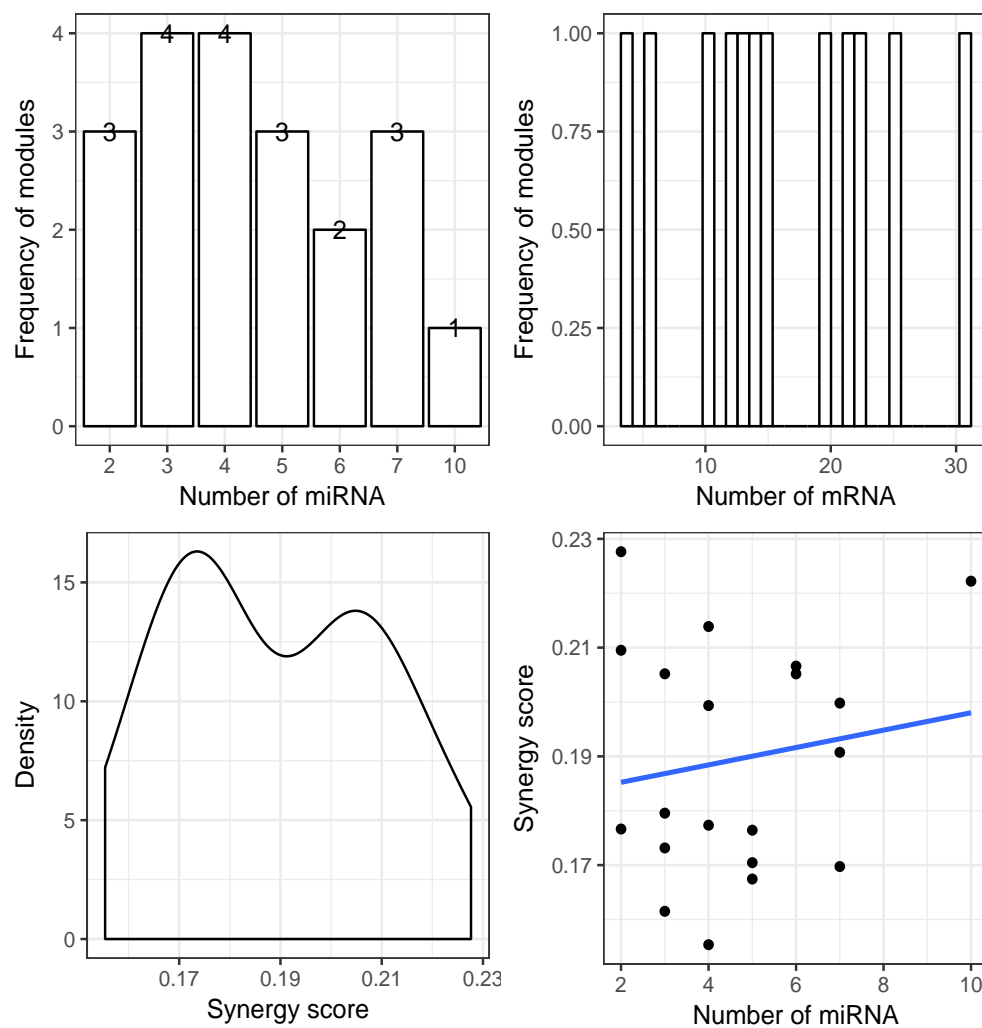 4
3
2
1
0
Frequency of modules
3
4
4
3
2
3
1
2 3 4 5 6 7 10
Number of miRNA
1.00
0.75
0.50
0.25
0.00
Frequency of modules
10 20 30
Number of mRNA
15
10
5
0
Density
0.17 0.19 0.21 0.23
Synergy score
0.23
0.21
0.19
0.17
Synergy score
2 4 6 8 10
Number of miRNA